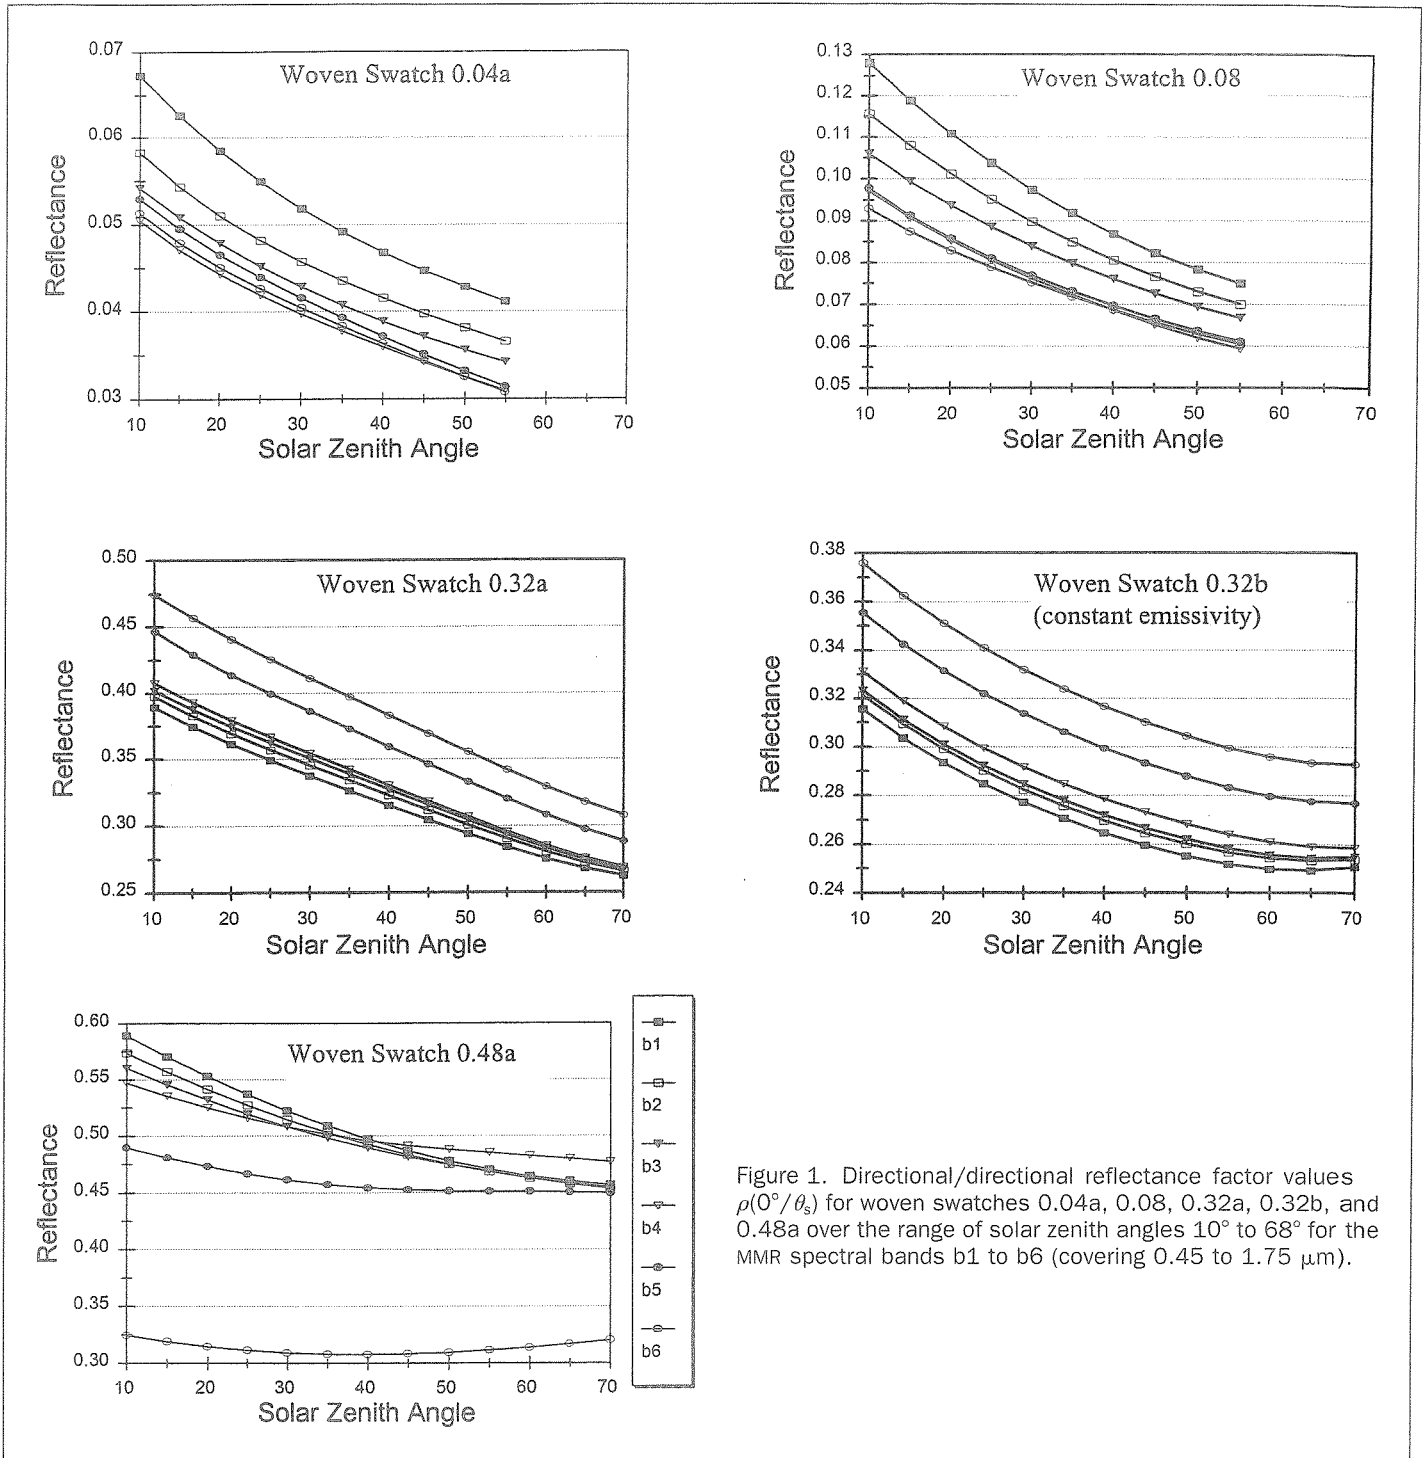 Woven Swatch 0.04a
Reflectance
0.07
0.06
0.05
0.04
0.03
10 20 30 40 50 60 70
Solar Zenith Angle
Woven Swatch 0.08
Reflectance
0.13
0.12
0.11
0.10
0.09
0.08
0.07
0.06
0.05
10 20 30 40 50 60 70
Solar Zenith Angle
Woven Swatch 0.32a
Reflectance
0.50
0.45
0.40
0.35
0.30
0.25
10 20 30 40 50 60 70
Solar Zenith Angle
Woven Swatch 0.32b
(constant emissivity)
Reflectance
0.38
0.36
0.34
0.32
0.30
0.28
0.26
0.24
10 20 30 40 50 60 70
Solar Zenith Angle
Woven Swatch 0.48a
Reflectance
0.60
0.55
0.50
0.45
0.40
0.35
0.30
10 20 30 40 50 60 70
Solar Zenith Angle
b1
b2
b3
b4
b5
b6
Figure 1. Directional/directional reflectance factor values
ρ(0°/θs) for woven swatches 0.04a, 0.08, 0.32a, 0.32b, and
0.48a over the range of solar zenith angles 10° to 68° for the
MMR spectral bands b1 to b6 (covering 0.45 to 1.75 μm).